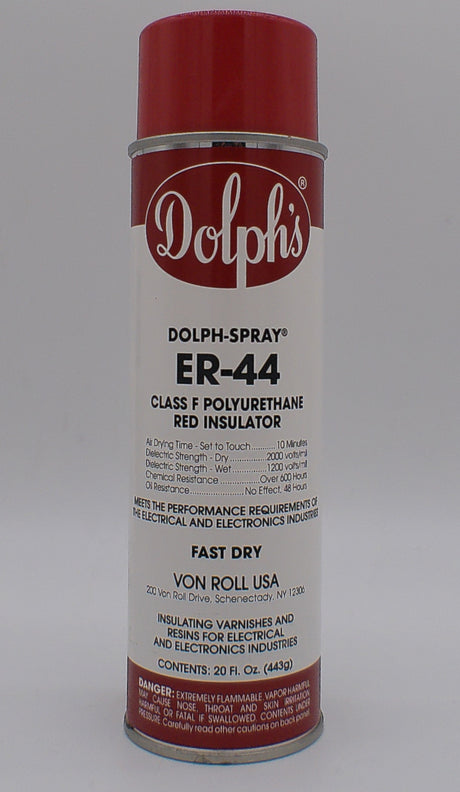 Dolph's®
DOLPH-SPRAY®
ER-44
CLASS F POLYURETHANE
RED INSULATOR
Air Drying Time - Set to Touch..........10 Minutes
Dielectric Strength - Dry..............2000 volts/mil
Dielectric Strength - Wet..............1200 volts/mil
Chemical Resistance..............Over 600 Hours
Oil Resistance..............No Effect, 48 Hours
MEETS THE PERFORMANCE REQUIREMENTS OF
THE ELECTRICAL AND ELECTRONICS INDUSTRIES
FAST DRY
VON ROLL USA
200 Von Roll Drive, Schenectady, NY 12306
INSULATING VARNISHES AND
RESINS FOR ELECTRICAL
AND ELECTRONICS INDUSTRIES
CONTENTS: 20 Fl. Oz. (443g)
DANGER: EXTREMELY FLAMMABLE. VAPOR HARMFUL.
MAY CAUSE NOSE, THROAT AND SKIN IRRITATION.
HARMFUL OR FATAL IF SWALLOWED. CONTENTS UNDER
PRESSURE. Carefully read other cautions on back panel.